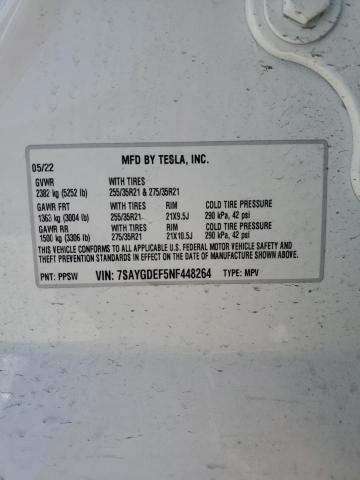 05/22 MFD BY TESLA, INC.
GVWR WITH TIRES
2382 kg (5252 lb) 255/35R21 & 275/35R21
GAWR FRT WITH TIRES RIM COLD TIRE PRESSURE
1363 kg (3004 lb) 255/35R21 21X9.5J 290 kPa, 42 psi
GAWR RR WITH TIRES RIM COLD TIRE PRESSURE
1500 kg (3306 lb) 275/35R21 21X10.5J 290 kPa, 42 psi
THIS VEHICLE CONFORMS TO ALL APPLICABLE U.S. FEDERAL MOTOR VEHICLE SAFETY AND
THEFT PREVENTION STANDARDS IN EFFECT ON THE DATE OF MANUFACTURE SHOWN ABOVE.
PNT: PPSW VIN: 7SAYGDEF5NF448264 TYPE: MPV